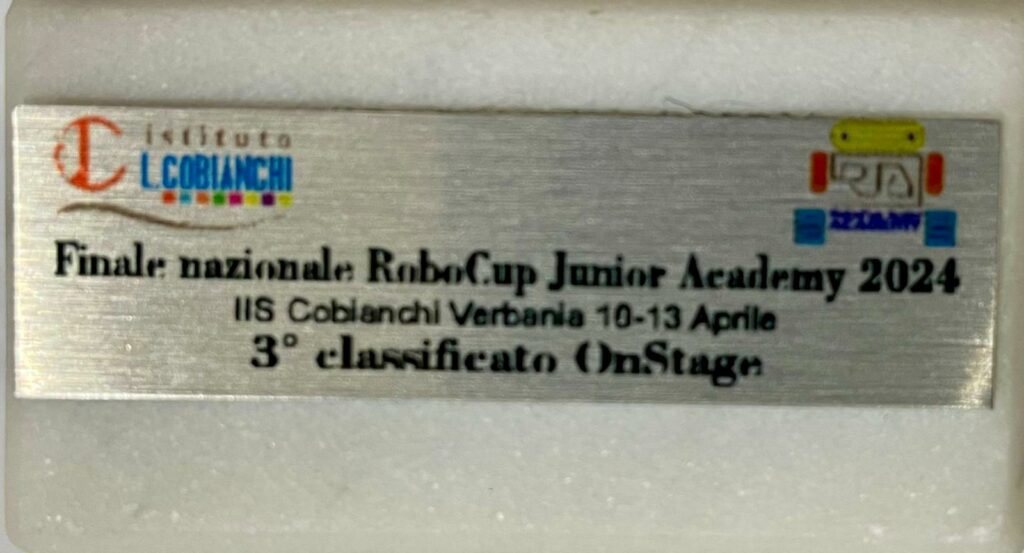 istituto
L.COBIANCHI
Finale nazionale RoboCup Junior Academy 2024
IIS Cobianchi Verbania 10-13 Aprile
3° classificato OnStage